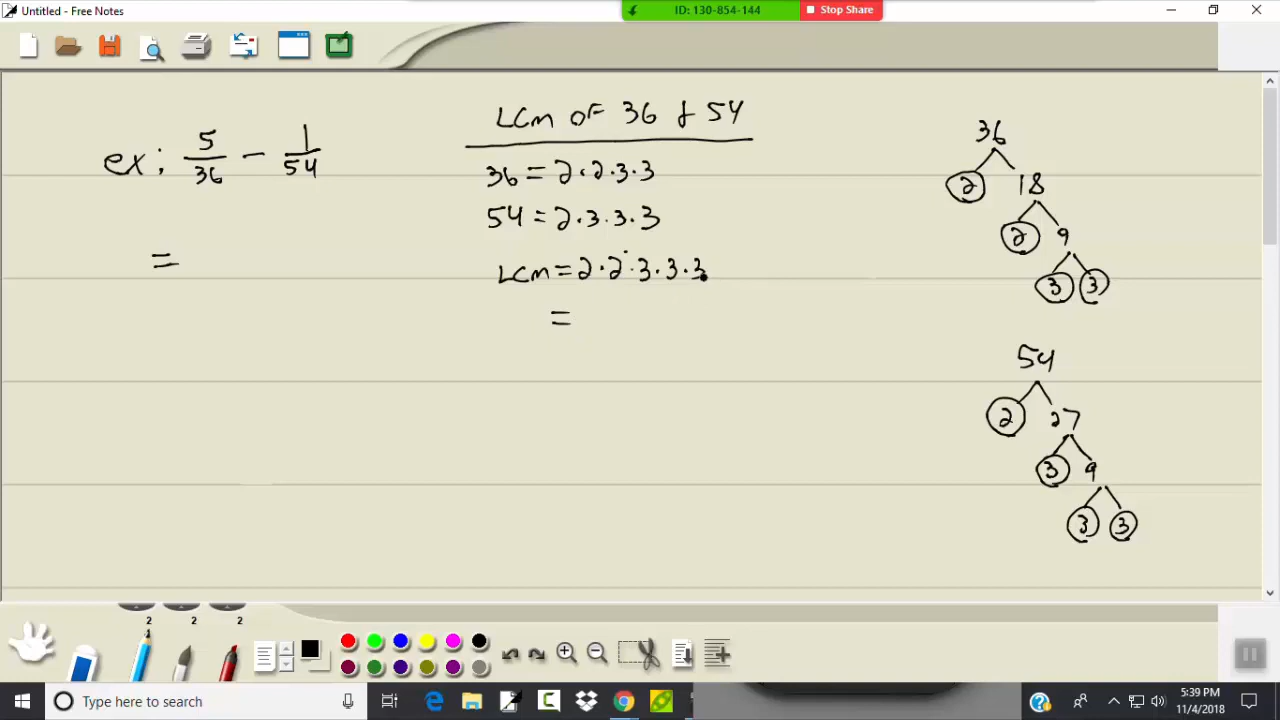 Untitled - Free Notes
ID: 130-854-144
Stop Share
ex: 5/36 - 1/54
=
LCM OF 36 & 54
36 = 2·2·3·3
54 = 2·3·3·3
LCM = 2·2·3·3·3
=
36
2 18
2 9
3 3
54
2 27
3 9
3 3
2 2 2
Type here to search
5:39 PM
11/4/2018